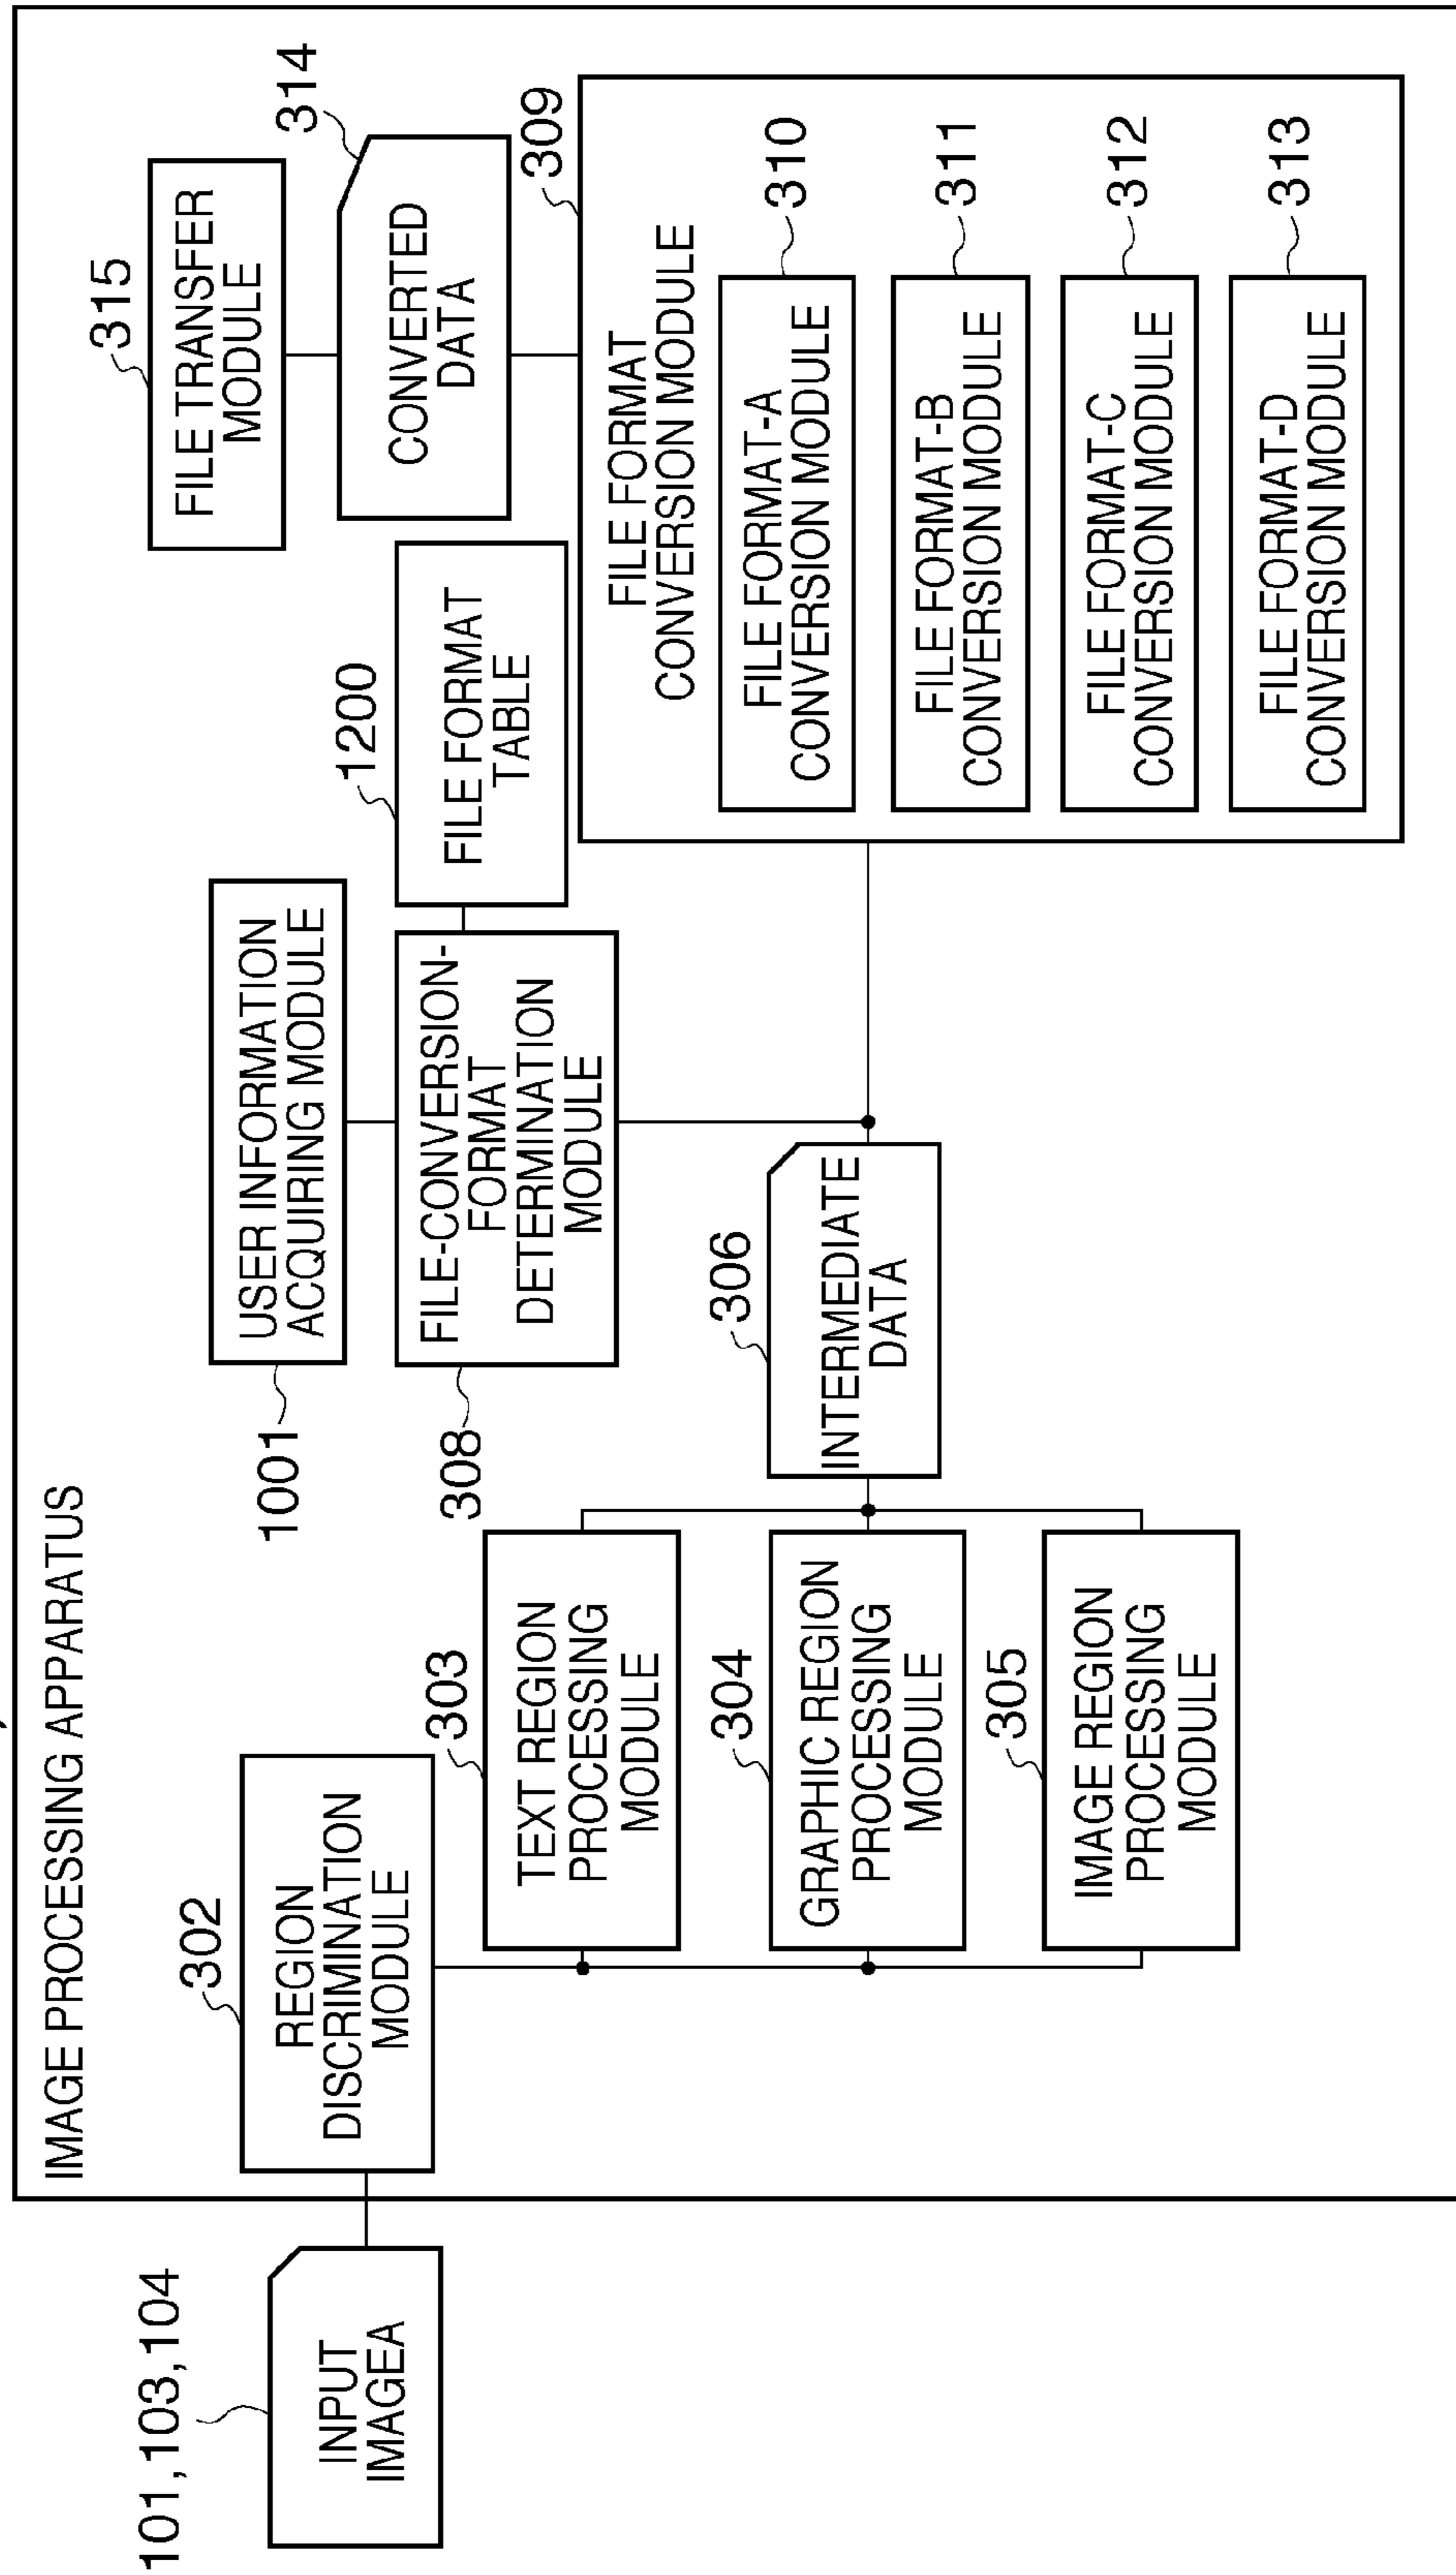 IMAGE PROCESSING APPARATUS
101,103,104
INPUT
IMAGEA
302
REGION
DISCRIMINATION
MODULE
303
TEXT REGION
PROCESSING
MODULE
304
GRAPHIC REGION
PROCESSING
MODULE
305
IMAGE REGION
PROCESSING
MODULE
1001
USER INFORMATION
ACQUIRING MODULE
308
FILE-CONVERSION-
FORMAT
DETERMINATION
MODULE
306
INTERMEDIATE
DATA
1200
FILE FORMAT
TABLE
315
FILE TRANSFER
MODULE
314
CONVERTED
DATA
309
FILE FORMAT
CONVERSION MODULE
FILE FORMAT-A
CONVERSION MODULE
310
FILE FORMAT-B
CONVERSION MODULE
311
FILE FORMAT-C
CONVERSION MODULE
312
FILE FORMAT-D
CONVERSION MODULE
313